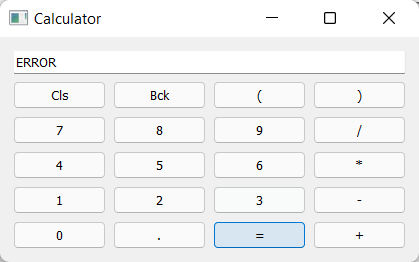 Calculator
ERROR
Cls Bck ( )
7 8 9 /
4 5 6 *
1 2 3 -
0 . = +